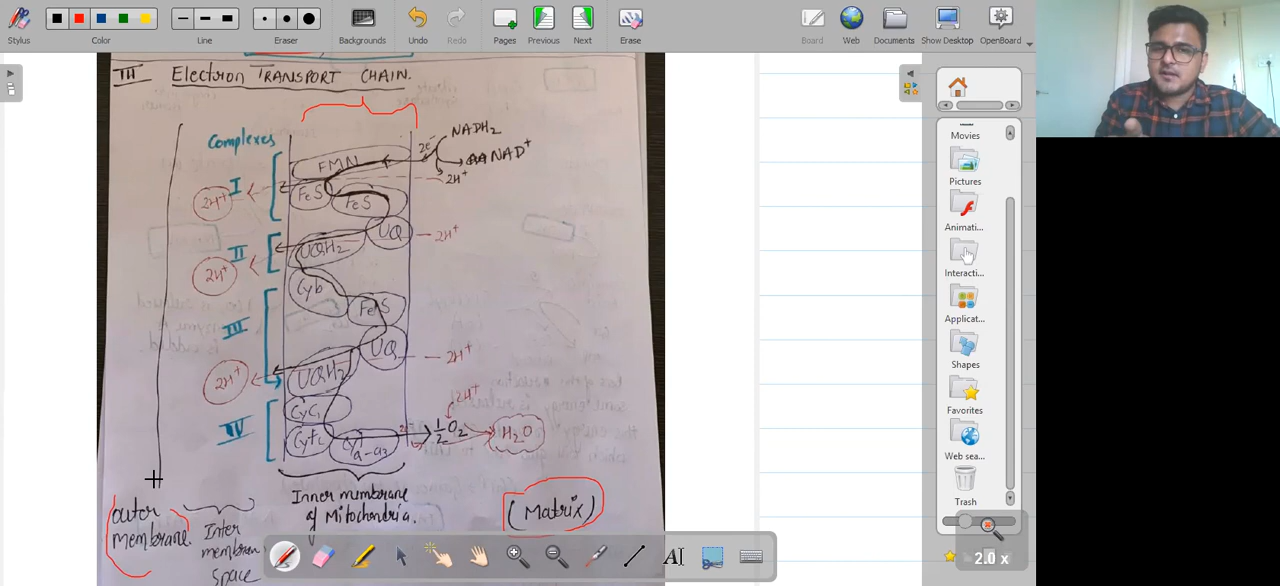 Stylus
Color
Line
Eraser
Backgrounds
Undo
Redo
Pages
Previous
Next
Erase
Board
Web
Documents
Show Desktop
OpenBoard
III Electron TRANSPORT CHAIN.
Complexes
NADH2
2e-
NAD+
2H+
FMN
I
2H+
FeS
FeS
UQ
2H+
II
UQH2
2H+
Cyb
FeS
III
UQ
2H+
UQH2
2H+
CyC1
2H+
IV
Cytc
Cy a-a3
1/2 O2
H2O
Inner membrane
of Mitochondria.
(Matrix)
outer
membrane.
Inter
membran
space
Movies
Pictures
Animati...
Interacti...
Applicat...
Shapes
Favorites
Web sea...
Trash
2.0 x